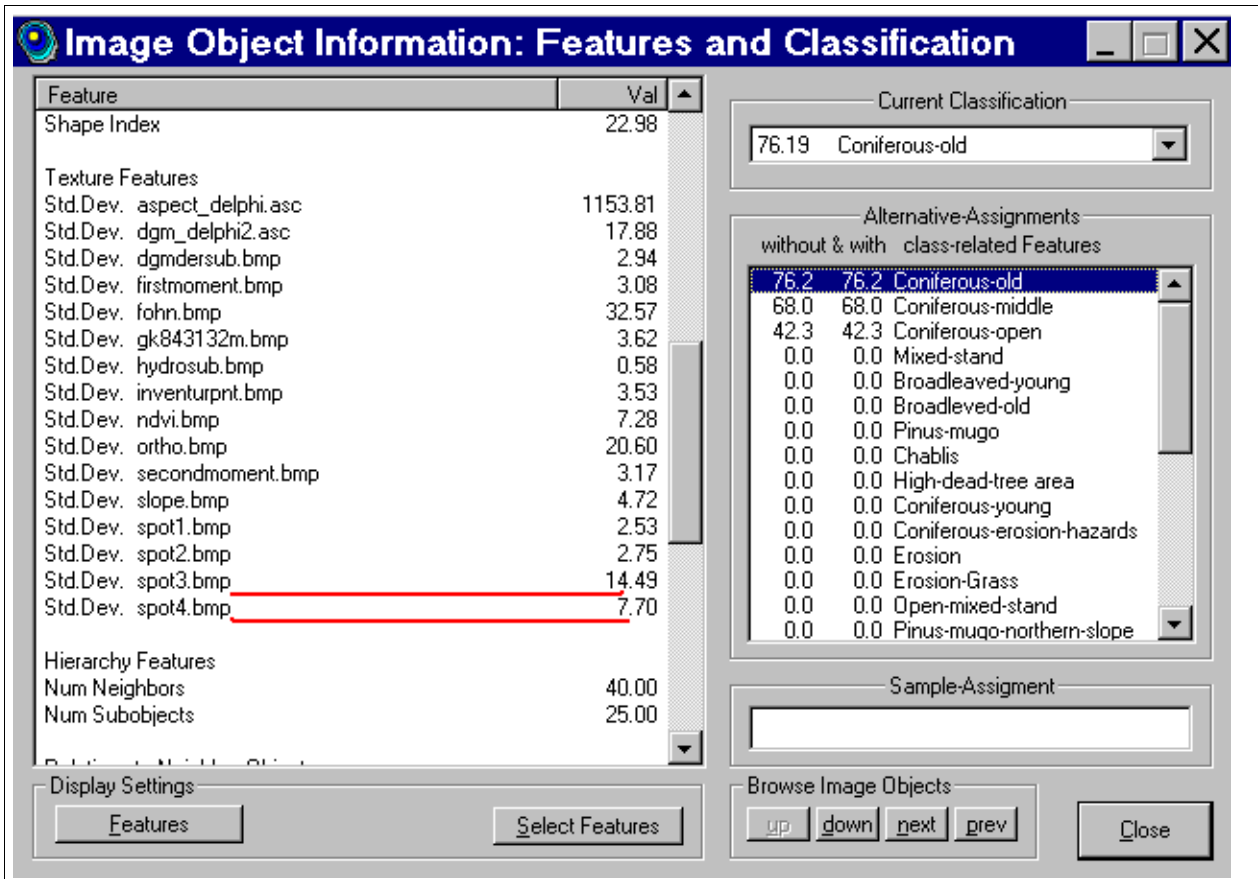 Image Object Information: Features and Classification
Feature Val
Shape Index 22.98
Texture Features
Std.Dev. aspect_delphi.asc 1153.81
Std.Dev. dgm_delphi2.asc 17.88
Std.Dev. dgmdersub.bmp 2.94
Std.Dev. firstmoment.bmp 3.08
Std.Dev. fohn.bmp 32.57
Std.Dev. gk843132m.bmp 3.62
Std.Dev. hydrosub.bmp 0.58
Std.Dev. inventurpnt.bmp 3.53
Std.Dev. ndvi.bmp 7.28
Std.Dev. ortho.bmp 20.60
Std.Dev. secondmoment.bmp 3.17
Std.Dev. slope.bmp 4.72
Std.Dev. spot1.bmp 2.53
Std.Dev. spot2.bmp 2.75
Std.Dev. spot3.bmp 14.49
Std.Dev. spot4.bmp 7.70
Hierarchy Features
Num Neighbors 40.00
Num Subobjects 25.00
Display Settings
Features
Select Features
Current Classification
76.19 Coniferous-old
Alternative-Assignments
without & with class-related Features
76.2 76.2 Coniferous-old
68.0 68.0 Coniferous-middle
42.3 42.3 Coniferous-open
0.0 0.0 Mixed-stand
0.0 0.0 Broadleaved-young
0.0 0.0 Broadleved-old
0.0 0.0 Pinus-mugo
0.0 0.0 Chablis
0.0 0.0 High-dead-tree area
0.0 0.0 Coniferous-young
0.0 0.0 Coniferous-erosion-hazards
0.0 0.0 Erosion
0.0 0.0 Erosion-Grass
0.0 0.0 Open-mixed-stand
0.0 0.0 Pinus-mugo-northern-slope
Sample-Assigment
Browse Image Objects
up down next prev
Close